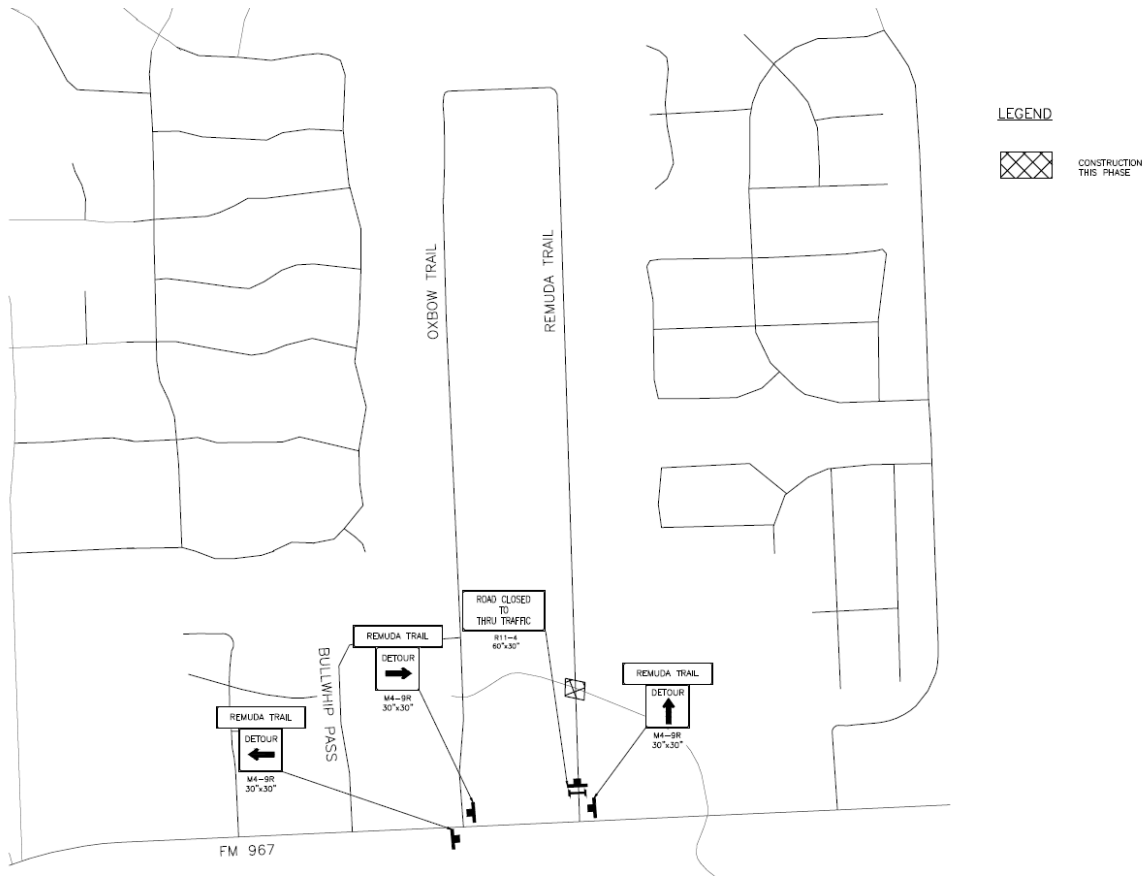 LEGEND
CONSTRUCTION
THIS PHASE
OXBOW TRAIL
REMUDA TRAIL
ROAD CLOSED
TO
THRU TRAFFIC
R11-4
60"x30"
REMUDA TRAIL
DETOUR
M4-9R
30"x30"
REMUDA TRAIL
DETOUR
M4-9R
30"x30"
BULLWHIP PASS
REMUDA TRAIL
DETOUR
M4-9R
30"x30"
FM 967